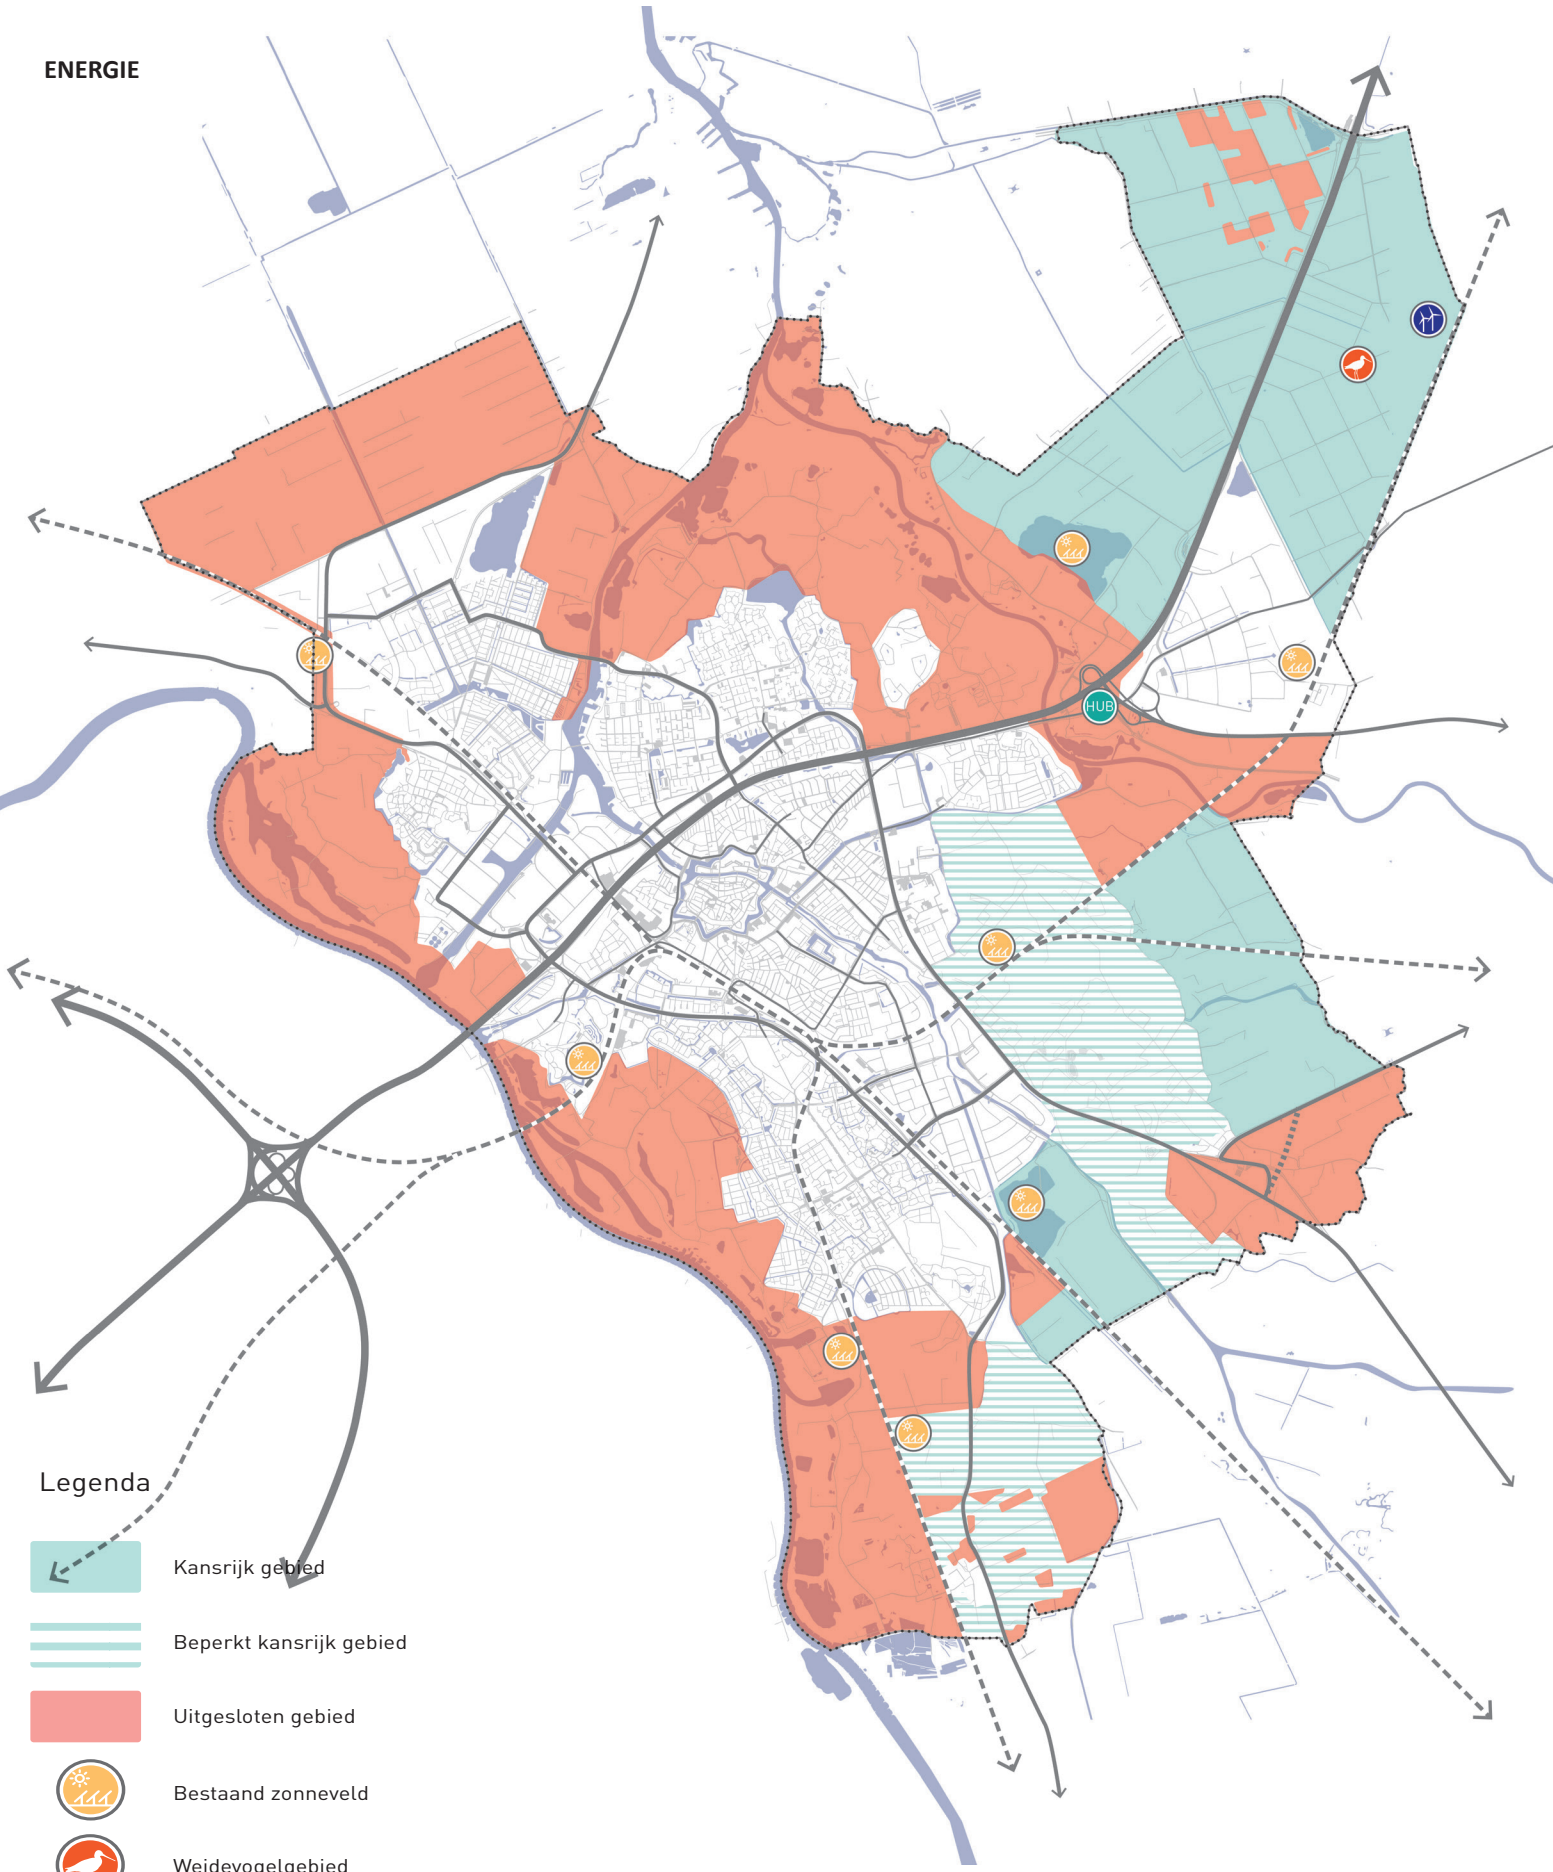 ENERGIE
HUB
Legenda
Kansrijk gebied
Beperkt kansrijk gebied
Uitgesloten gebied
Bestaand zonneveld
Weidevogelgebied